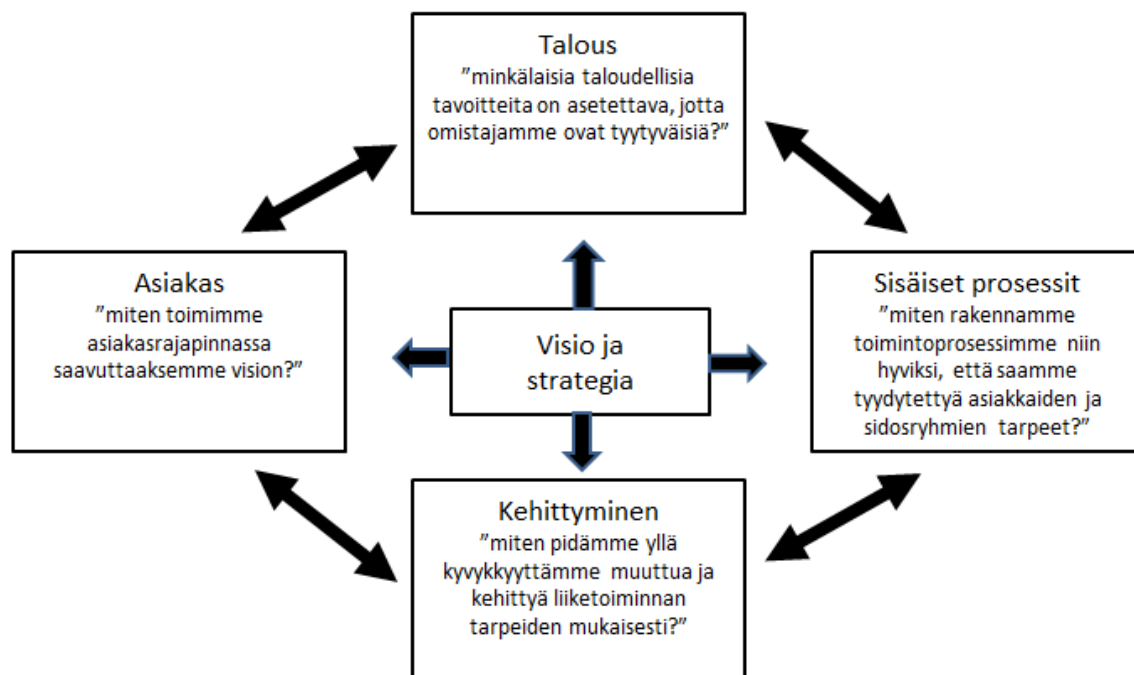 Talous
”minkälaisia taloudellisia
tavoitteita on asetettava, jotta
omistajamme ovat tyytyväisiä?”
Asiakas
”miten toimimme
asiakasrajapinnassa
saavuttaaksemme vision?”
Visio ja
strategia
Sisäiset prosessit
”miten rakennamme
toimintoprosessimme niin
hyviksi, että saamme
tyydytettyä asiakkaiden ja
sidosryhmien tarpeet?”
Kehittyminen
”miten pidämme yllä
kyvykkyyttämme muuttua ja
kehittyä liiketoiminnan
tarpeiden mukaisesti?”